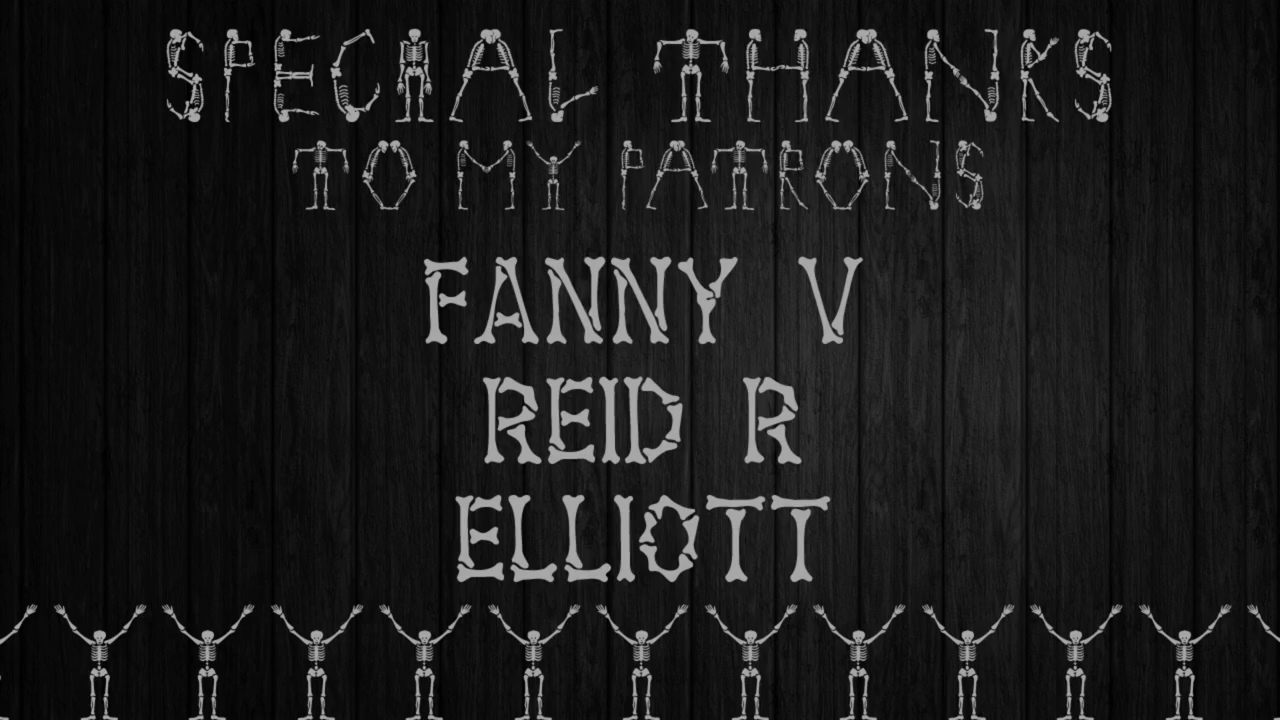 SPECIAL THANKS
TO MY PATRONS
FANNY V
REID R
ELLIOTT